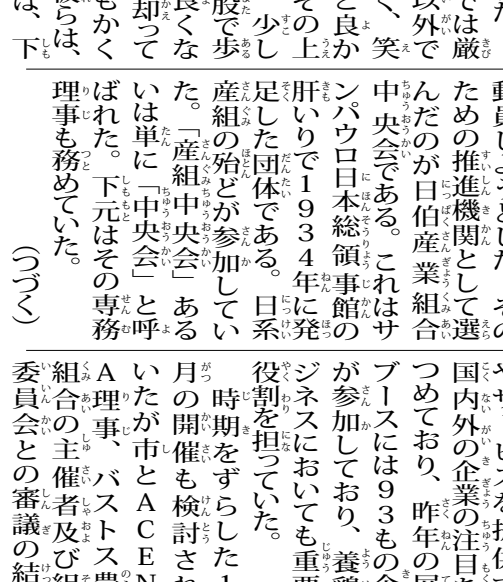 では厳
以外で
く、笑
と良か
その上
少し
股で歩
良くな
却って
もかく
彼らは、
は、下
ための推進機関として選
んだのが日伯産業組合
中央会である。これはサ
ンパウロ日本総領事館の
肝いりで1934年に発
足した団体である。日系
産組の殆どが参加してい
た。「産組中央会」ある
いは単に「中央会」と呼
ばれた。下元はその専務
理事も務めていた。
(つづく)
国内外の企業の注目
つめており、昨年の
ブースには93もの
が参加しており、養鶏
ジネスにおいても重要
役割を担っていた。
時期をずらした1
月の開催も検討され
いたが市とACEN
A理事、バストス農
組合の主催者及び組
委員会との審議の結